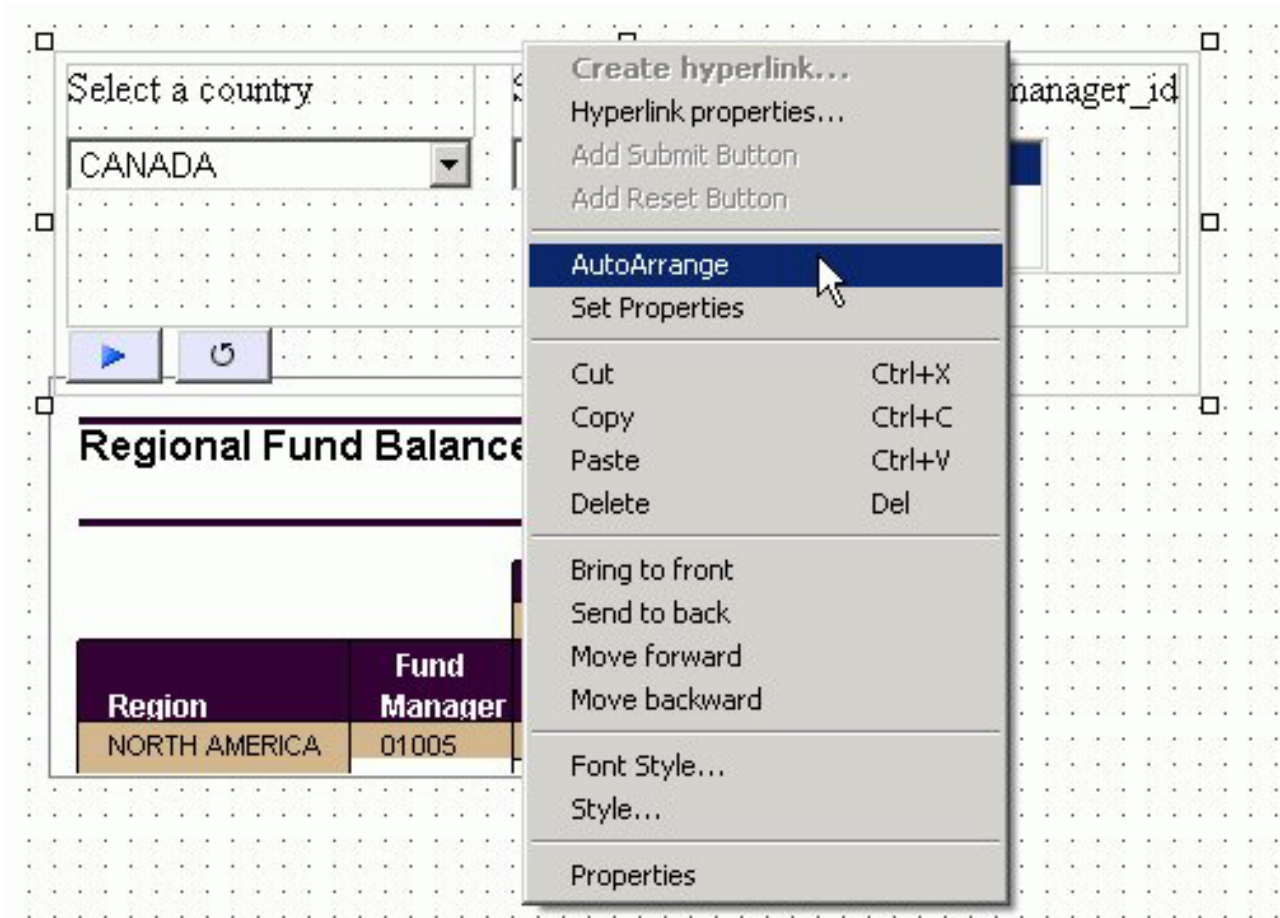 Select a country
manager_id
CANADA
Create hyperlink...
Hyperlink properties...
Add Submit Button
Add Reset Button
AutoArrange
Set Properties
Cut Ctrl+X
Copy Ctrl+C
Paste Ctrl+V
Delete Del
Bring to front
Send to back
Move forward
Move backward
Font Style...
Style...
Properties
Regional Fund Balance
Fund
Region Manager
NORTH AMERICA 01005